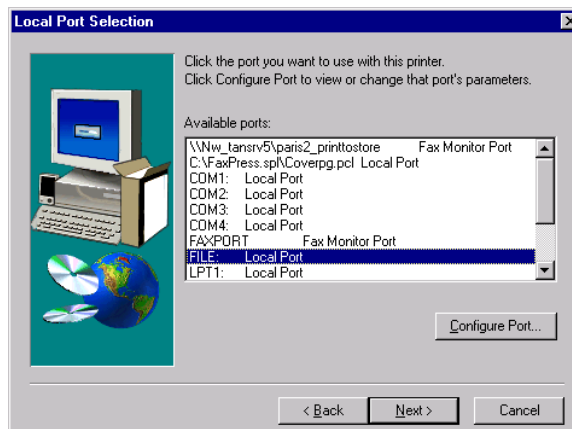 Local Port Selection
Click the port you want to use with this printer.
Click Configure Port to view or change that port's parameters.
Available ports:
\\Nw_tansrv5\paris2_printtostore Fax Monitor Port
C:\FaxPress.spl\Coverpg.pcl Local Port
COM1: Local Port
COM2: Local Port
COM3: Local Port
COM4: Local Port
FAXPORT Fax Monitor Port
FILE: Local Port
LPT1: Local Port
Configure Port...
< Back Next > Cancel